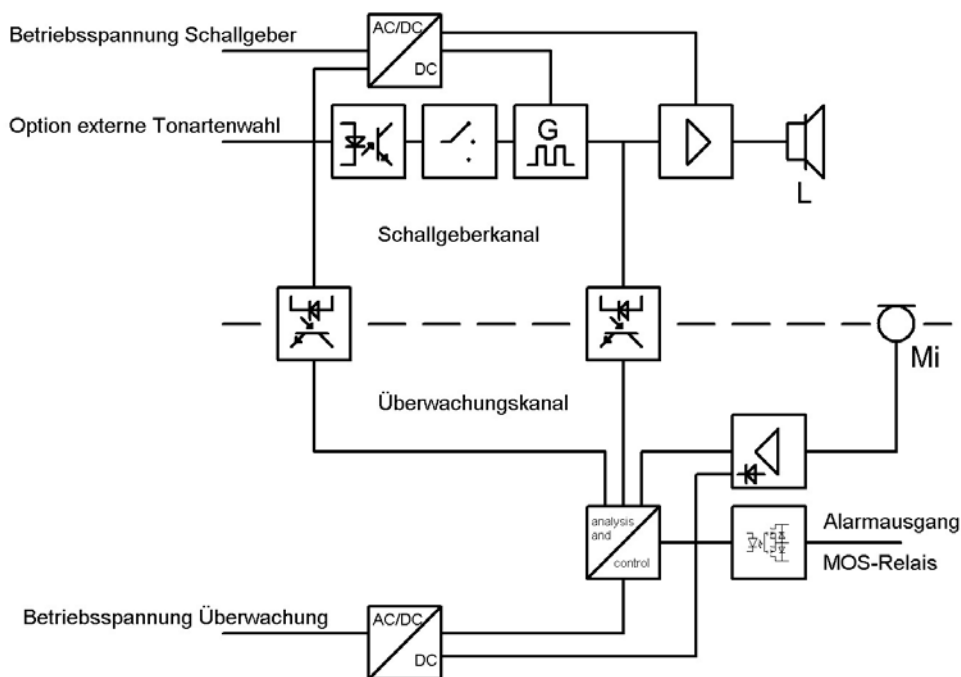 Betriebsspannung Schallgeber
AC/DC
DC
Option externe Tonartenwahl
G
L
Schallgeberkanal
Mi
Überwachungskanal
analysis
and
control
Alarmausgang
MOS-Relais
Betriebsspannung Überwachung
AC/DC
DC